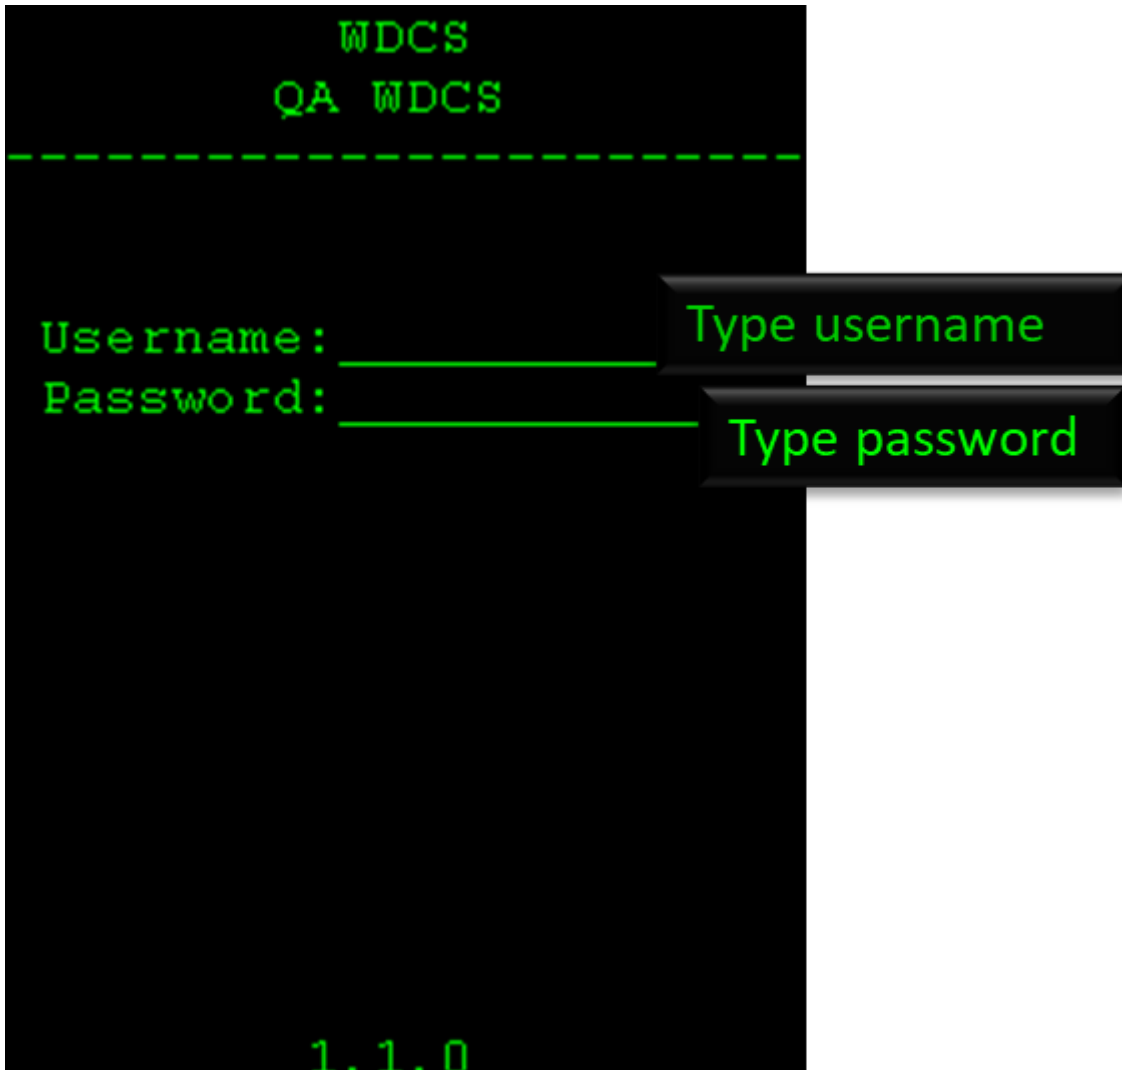 WDCS
QA WDCS
------------------------
Username:
Type username
Password:
Type password
1.1.0